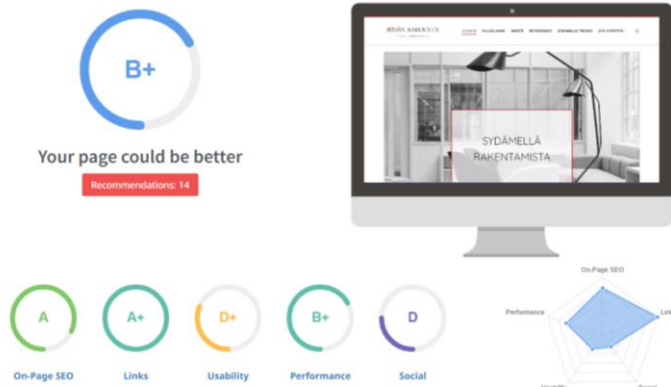 B+
Your page could be better
Recommendations: 14
SYDÄMELLÄ
RAKENTAMISTA
A
A+
D+
B+
D
On-Page SEO
Links
Usability
Performance
Social
On-Page SEO
Performance